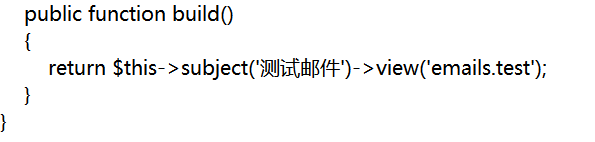 public function build()
{
return $this->subject('测试邮件')->view('emails.test');
}
}